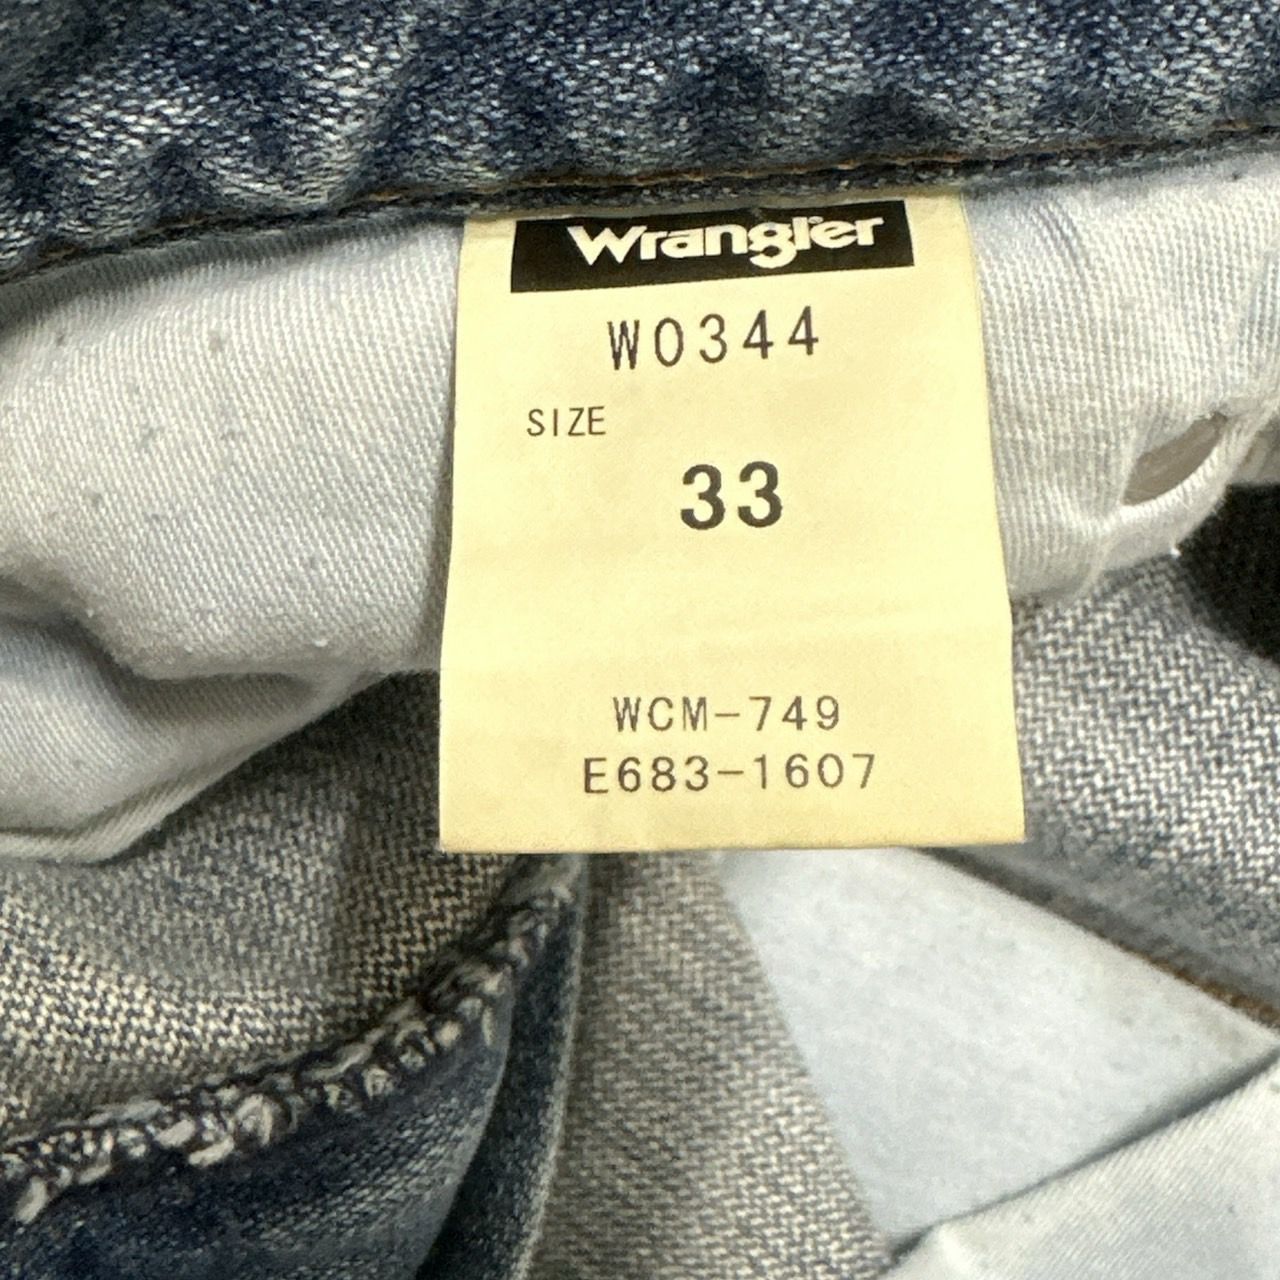 Wrangler
W0344
SIZE
33
WCM-749
E683-1607